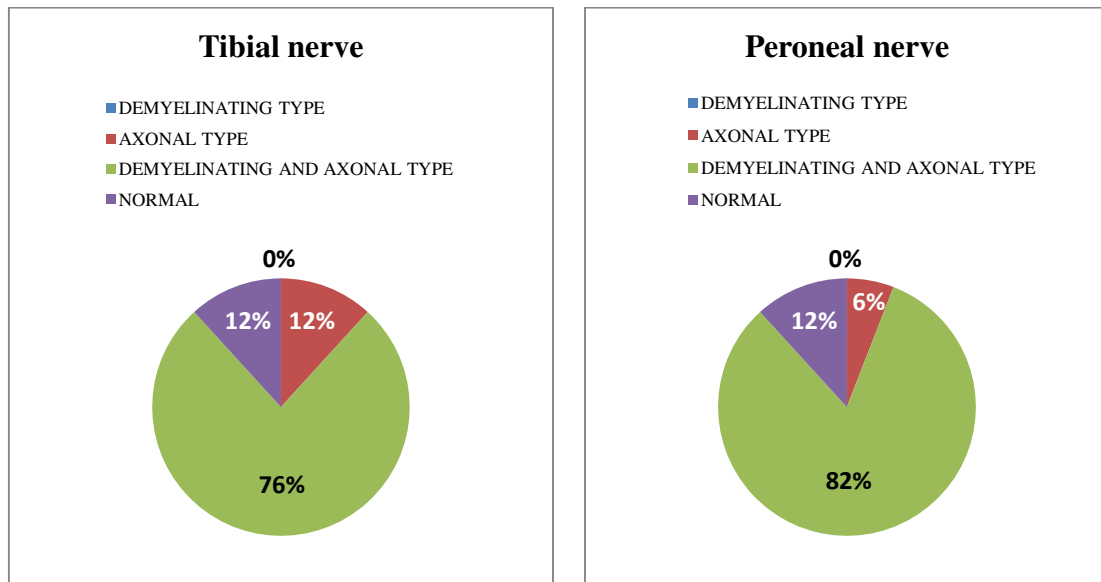 Tibial nerve
DEMYELINATING TYPE
AXONAL TYPE
DEMYELINATING AND AXONAL TYPE
NORMAL
0%
12%
12%
76%
Peroneal nerve
DEMYELINATING TYPE
AXONAL TYPE
DEMYELINATING AND AXONAL TYPE
NORMAL
0%
6%
12%
82%